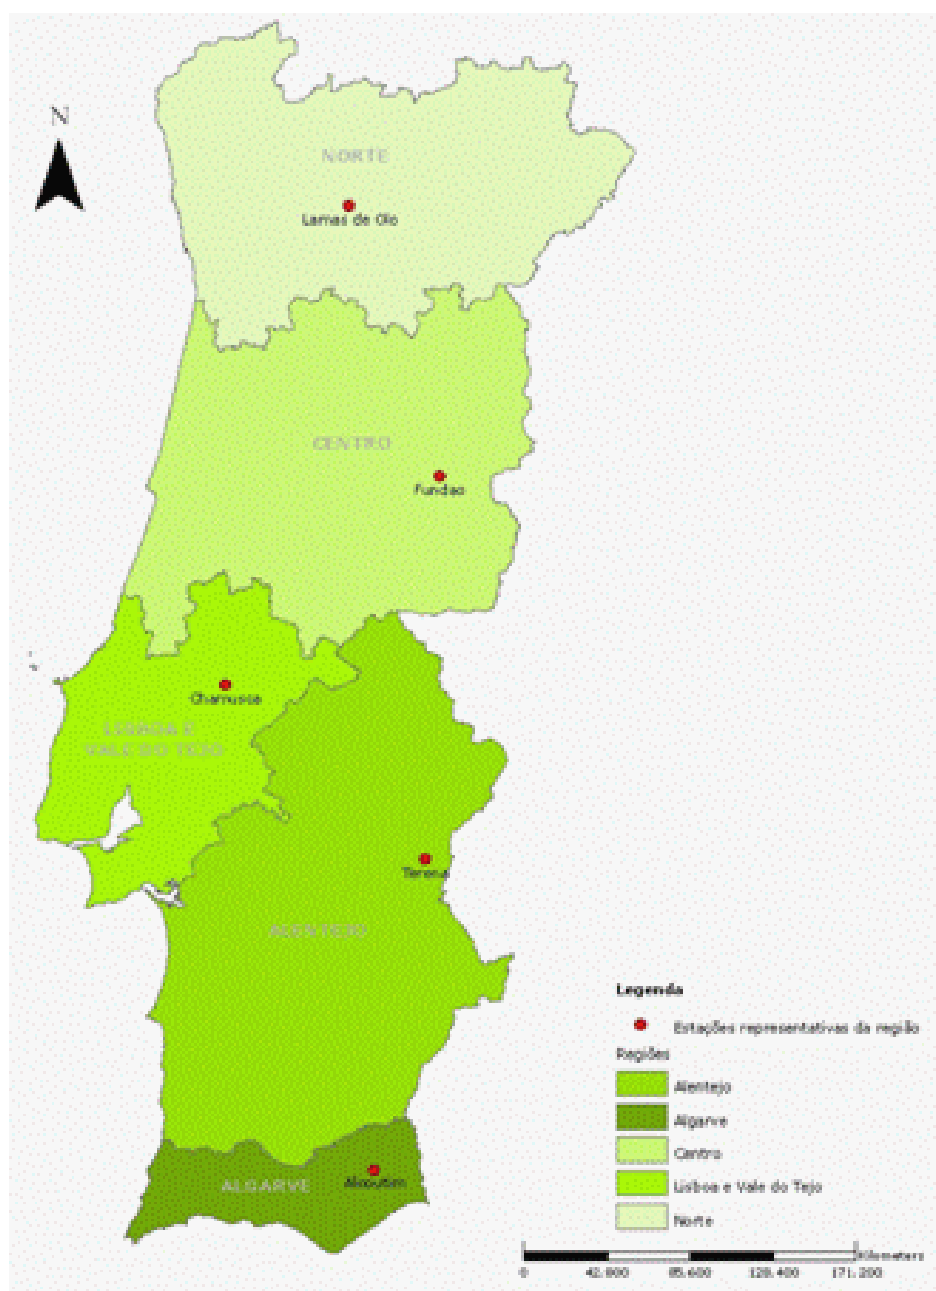 N
NORTE
Lamas de Olo
CENTRO
Fundao
Chamusca
LISBOA E
VALE DO TEJO
Terena
ALENTEJO
ALGARVE
Alcoutim
Legenda
Estações representativas da região
Regiões
Alentejo
Algarve
Centro
Lisboa e Vale do Tejo
Norte
Kilometers
0 42.800 85.600 128.400 171.200